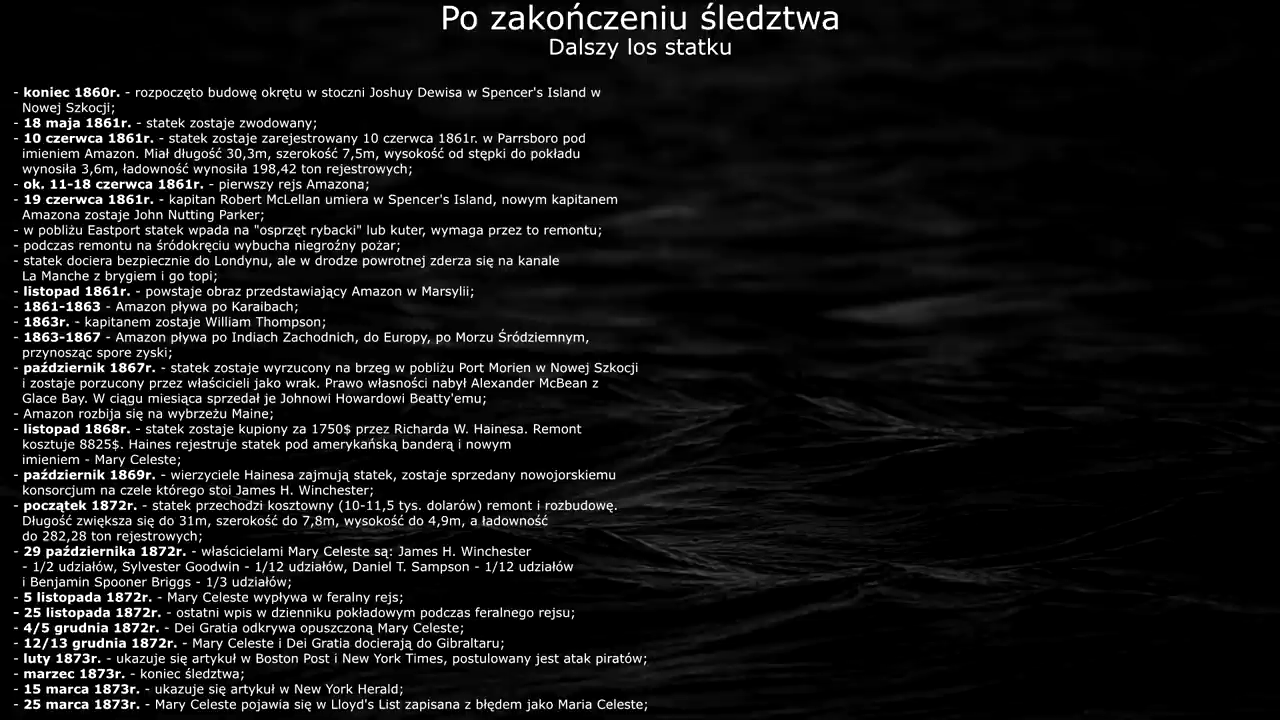 Po zakończeniu śledztwa
Dalszy los statku
- koniec 1860r. - rozpoczęto budowę okrętu w stoczni Joshuy Dewisa w Spencer's Island w
Nowej Szkocji;
- 18 maja 1861r. - statek zostaje zwodowany;
- 10 czerwca 1861r. - statek zostaje zarejestrowany 10 czerwca 1861r. w Parrsboro pod
imieniem Amazon. Miał długość 30,3m, szerokość 7,5m, wysokość od stępki do pokładu
wynosiła 3,6m, ładowność wynosiła 198,42 ton rejestrowych;
- ok. 11-18 czerwca 1861r. - pierwszy rejs Amazona;
- 19 czerwca 1861r. - kapitan Robert McLellan umiera w Spencer's Island, nowym kapitanem
Amazona zostaje John Nutting Parker;
- w pobliżu Eastport statek wpada na "osprzęt rybacki" lub kuter, wymaga przez to remontu;
- podczas remontu na śródokręciu wybucha niegroźny pożar;
- statek dociera bezpiecznie do Londynu, ale w drodze powrotnej zderza się na kanale
La Manche z brygiem i go topi;
- listopad 1861r. - powstaje obraz przedstawiający Amazon w Marsylii;
- 1861-1863 - Amazon pływa po Karaibach;
- 1863r. - kapitanem zostaje William Thompson;
- 1863-1867 - Amazon pływa po Indiach Zachodnich, do Europy, po Morzu Śródziemnym,
przynosząc spore zyski;
- październik 1867r. - statek zostaje wyrzucony na brzeg w pobliżu Port Morien w Nowej Szkocji
i zostaje porzucony przez właścicieli jako wrak. Prawo własności nabył Alexander McBean z
Glace Bay. W ciągu miesiąca sprzedał je Johnowi Howardowi Beatty'emu;
- Amazon rozbija się na wybrzeżu Maine;
- listopad 1868r. - statek zostaje kupiony za 1750$ przez Richarda W. Hainesa. Remont
kosztuje 8825$. Haines rejestruje statek pod amerykańską banderą i nowym
imieniem - Mary Celeste;
- październik 1869r. - wierzyciele Hainesa zajmują statek, zostaje sprzedany nowojorskiemu
konsorcjum na czele którego stoi James H. Winchester;
- początek 1872r. - statek przechodzi kosztowny (10-11,5 tys. dolarów) remont i rozbudowę.
Długość zwiększa się do 31m, szerokość do 7,8m, wysokość do 4,9m, a ładowność
do 282,28 ton rejestrowych;
- 29 października 1872r. - właścicielami Mary Celeste są: James H. Winchester
- 1/2 udziałów, Sylvester Goodwin - 1/12 udziałów, Daniel T. Sampson - 1/12 udziałów
i Benjamin Spooner Briggs - 1/3 udziałów;
- 5 listopada 1872r. - Mary Celeste wypływa w feralny rejs;
- 25 listopada 1872r. - ostatni wpis w dzienniku pokładowym podczas feralnego rejsu;
- 4/5 grudnia 1872r. - Dei Gratia odkrywa opuszczoną Mary Celeste;
- 12/13 grudnia 1872r. - Mary Celeste i Dei Gratia docierają do Gibraltaru;
- luty 1873r. - ukazuje się artykuł w Boston Post i New York Times, postulowany jest atak piratów;
- marzec 1873r. - koniec śledztwa;
- 15 marca 1873r. - ukazuje się artykuł w New York Herald;
- 25 marca 1873r. - Mary Celeste pojawia się w Lloyd's List zapisana z błędem jako Maria Celeste;